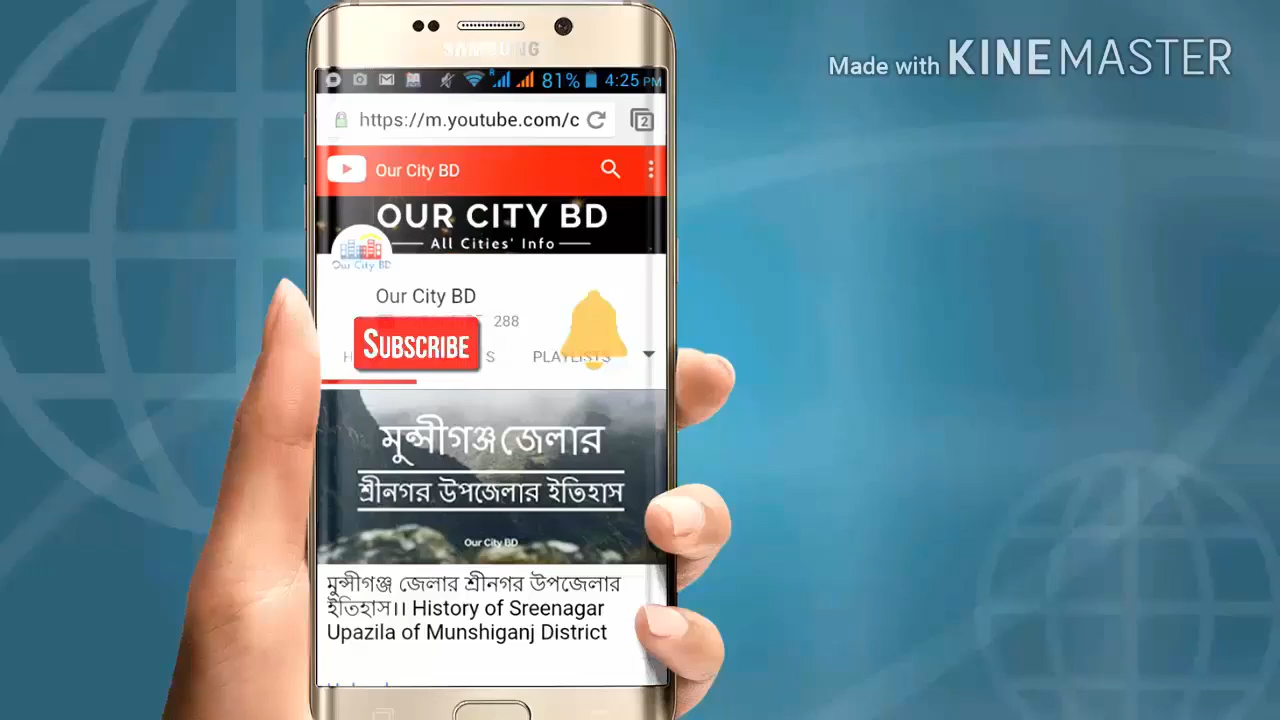 Made with KINEMASTER
SAMSUNG
81% 4:25 PM
https://m.youtube.com/c
2
Our City BD
OUR CITY BD
All Cities' Info
Our City BD
Our City BD
288
SUBSCRIBE
PLAYLISTS
মুন্সীগঞ্জ জেলার
শ্রীনগর উপজেলার ইতিহাস
Our City BD
মুন্সীগঞ্জ জেলার শ্রীনগর উপজেলার
ইতিহাস।। History of Sreenagar
Upazila of Munshiganj District